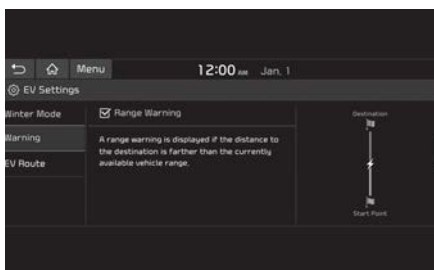 Menu
12:00 AM Jan. 1
EV Settings
Winter Mode
Range Warning
Destination
Warning
A range warning is displayed if the distance to
the destination is farther than the currently
available vehicle range.
EV Route
Start Point